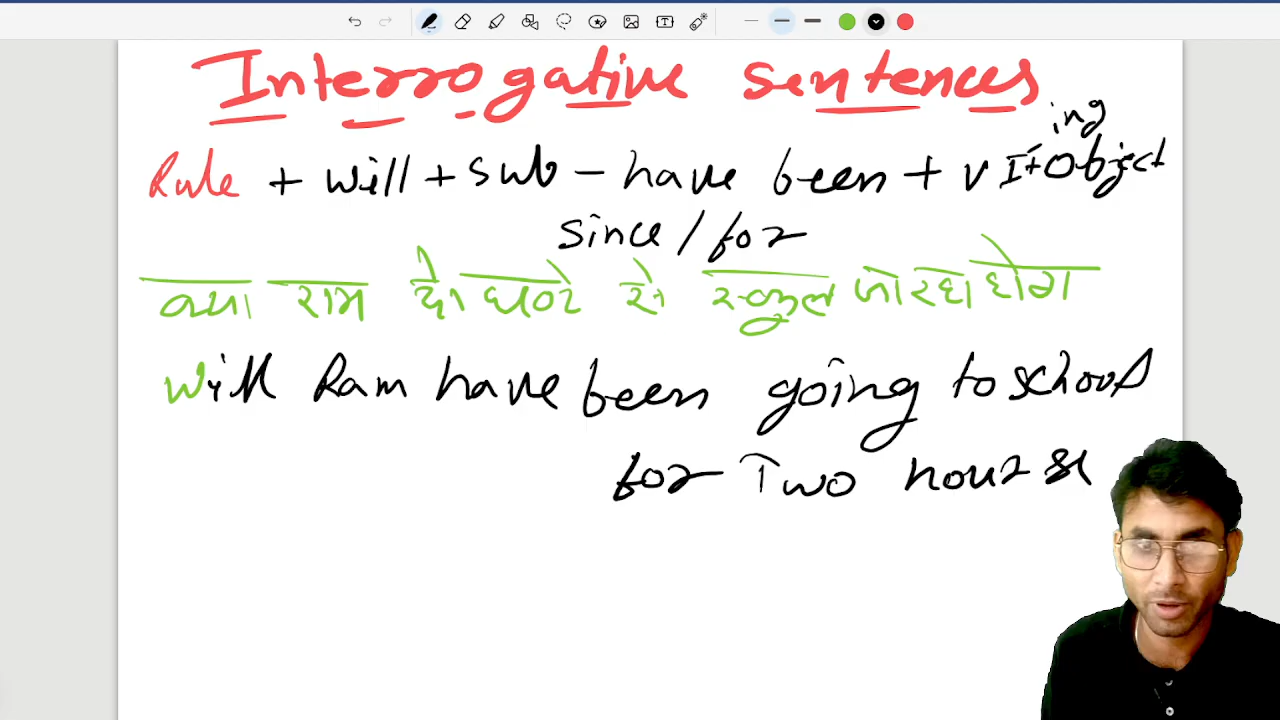 Interrogative sentences
ing
Rule + will + sub - have been + v I + Object
since / for
क्या राम दो घण्टे से स्कुल जा रहा होगा
Will Ram have been going to school
for Two hours